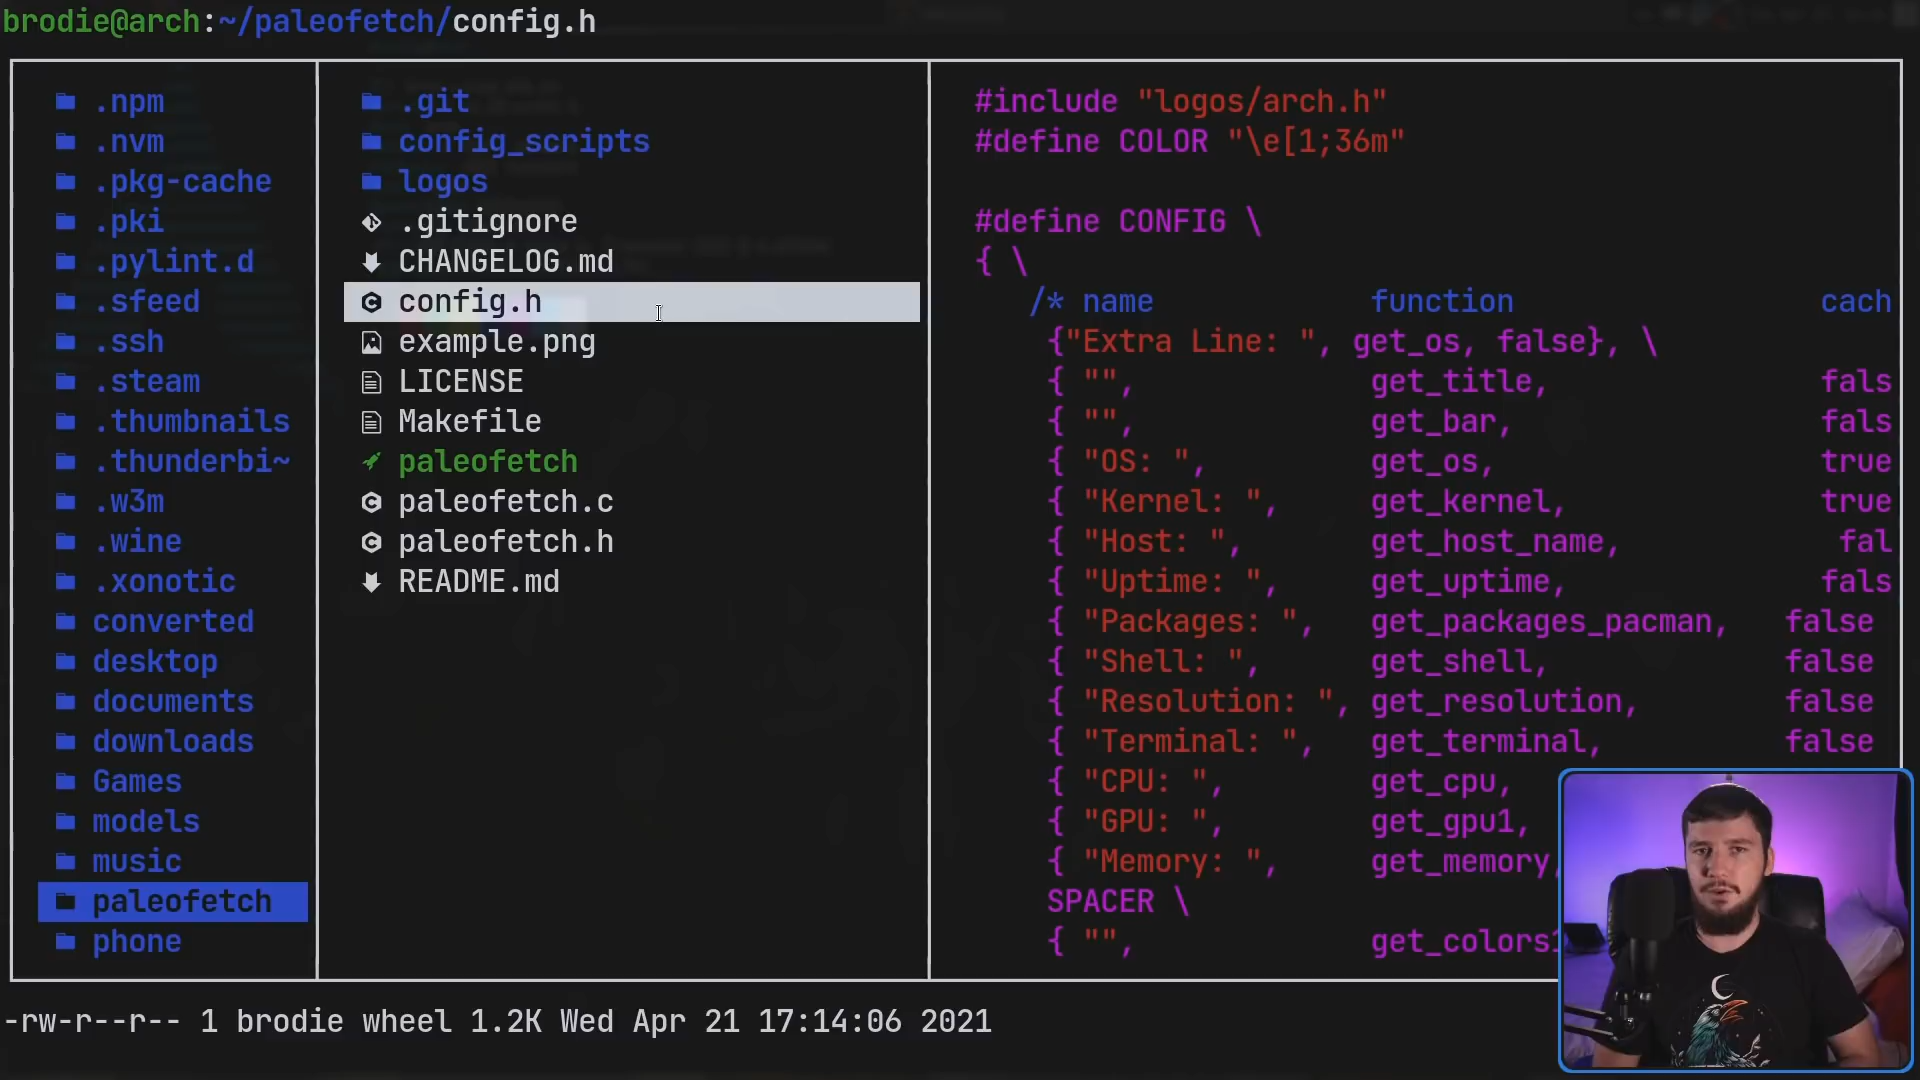 brodie@arch:~/paleofetch/config.h
.npm
.nvm
.pkg-cache
.pki
.pylint.d
.sfeed
.ssh
.steam
.thumbnails
.thunderbi~
.w3m
.wine
.xonotic
converted
desktop
documents
downloads
Games
models
music
paleofetch
phone
.git
config_scripts
logos
.gitignore
CHANGELOG.md
config.h
example.png
LICENSE
Makefile
paleofetch
paleofetch.c
paleofetch.h
README.md
#include "logos/arch.h"
#define COLOR "\e[1;36m"
#define CONFIG \
{ \
/* name function cach
{"Extra Line: ", get_os, false}, \
{ "", get_title, fals
{ "", get_bar, fals
{ "OS: ", get_os, true
{ "Kernel: ", get_kernel, true
{ "Host: ", get_host_name, fal
{ "Uptime: ", get_uptime, fals
{ "Packages: ", get_packages_pacman, false
{ "Shell: ", get_shell, false
{ "Resolution: ", get_resolution, false
{ "Terminal: ", get_terminal, false
{ "CPU: ", get_cpu,
{ "GPU: ", get_gpu1,
{ "Memory: ", get_memory,
SPACER \
{ "", get_colors1
-rw-r--r-- 1 brodie wheel 1.2K Wed Apr 21 17:14:06 2021